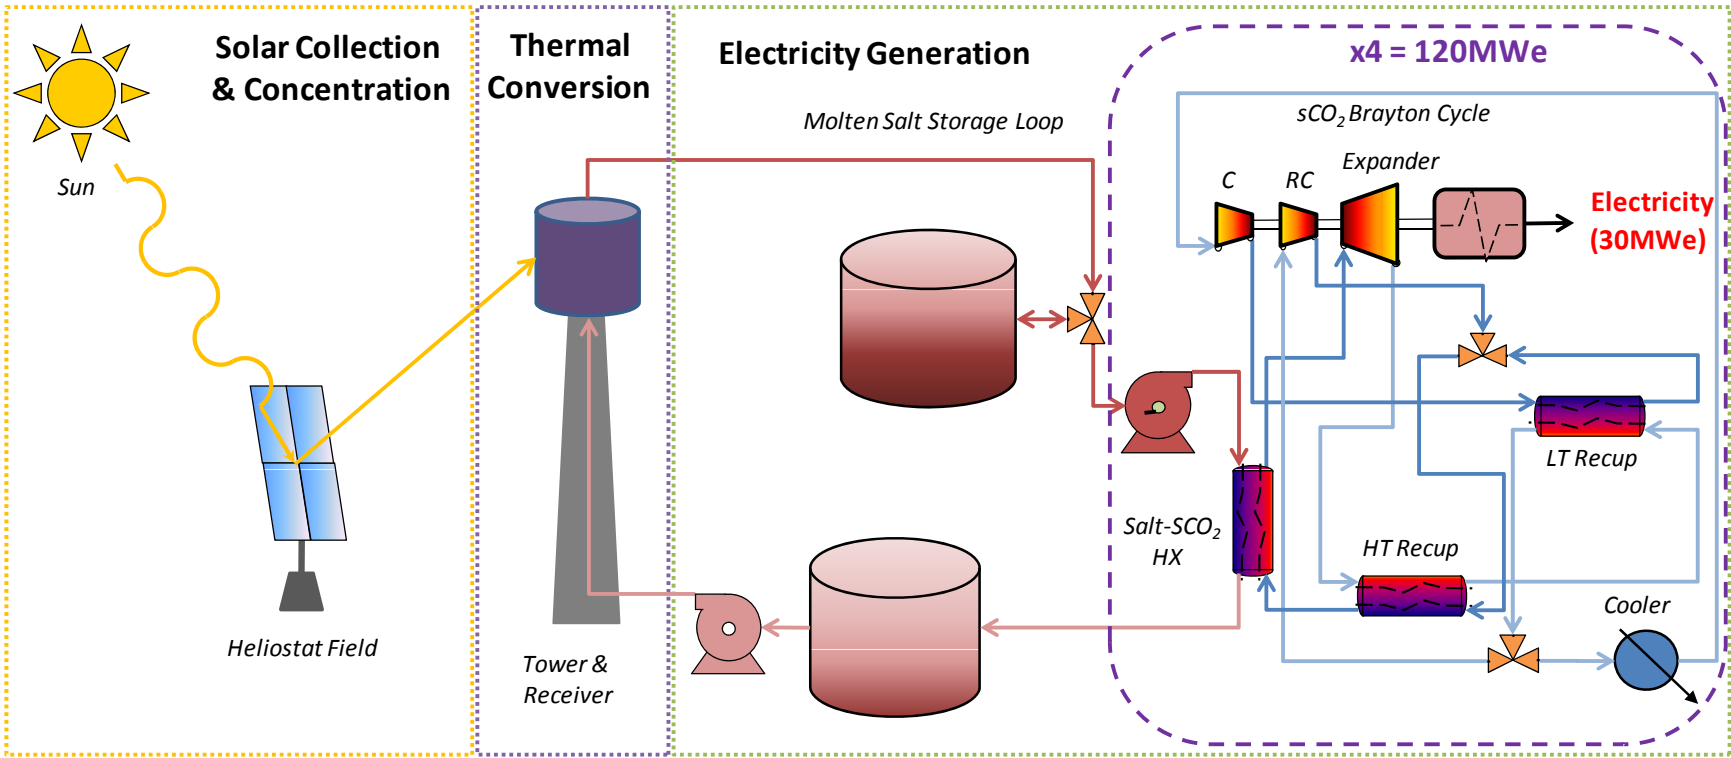 Solar Collection
& Concentration
Thermal
Conversion
Electricity Generation
x4 = 120MWe
Sun
Molten Salt Storage Loop
sCO₂ Brayton Cycle
Expander
C
RC
Electricity
(30MWe)
LT Recup
Salt-SCO₂
HX
HT Recup
Cooler
Heliostat Field
Tower &
Receiver